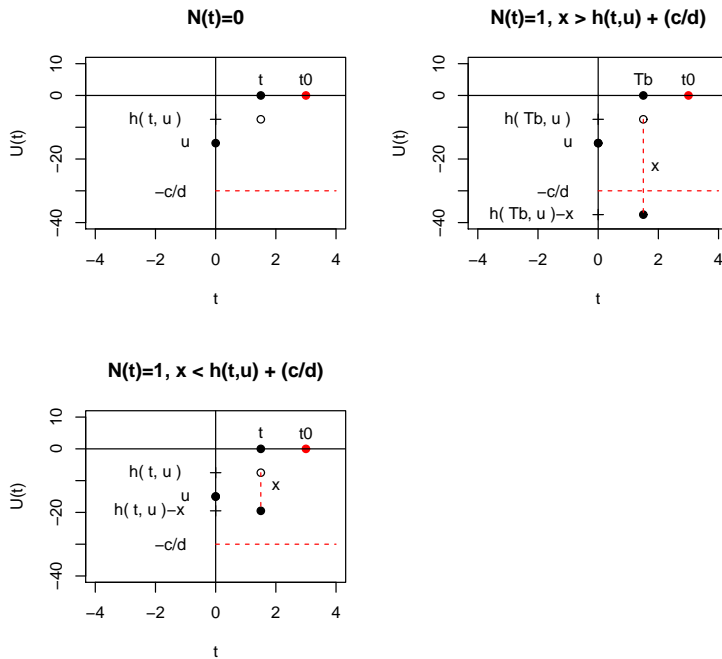 N(t)=0
U(t)
10
0
−20
−40
t
t0
h( t, u )
u
−c/d
−4
−2
0
2
4
t
N(t)=1, x > h(t,u) + (c/d)
U(t)
10
0
−20
−40
Tb
t0
h( Tb, u )
u
x
−c/d
h( Tb, u )−x
−4
−2
0
2
4
t
N(t)=1, x < h(t,u) + (c/d)
U(t)
10
0
−20
−40
t
t0
h( t, u )
x
u
h( t, u )−x
−c/d
−4
−2
0
2
4
t